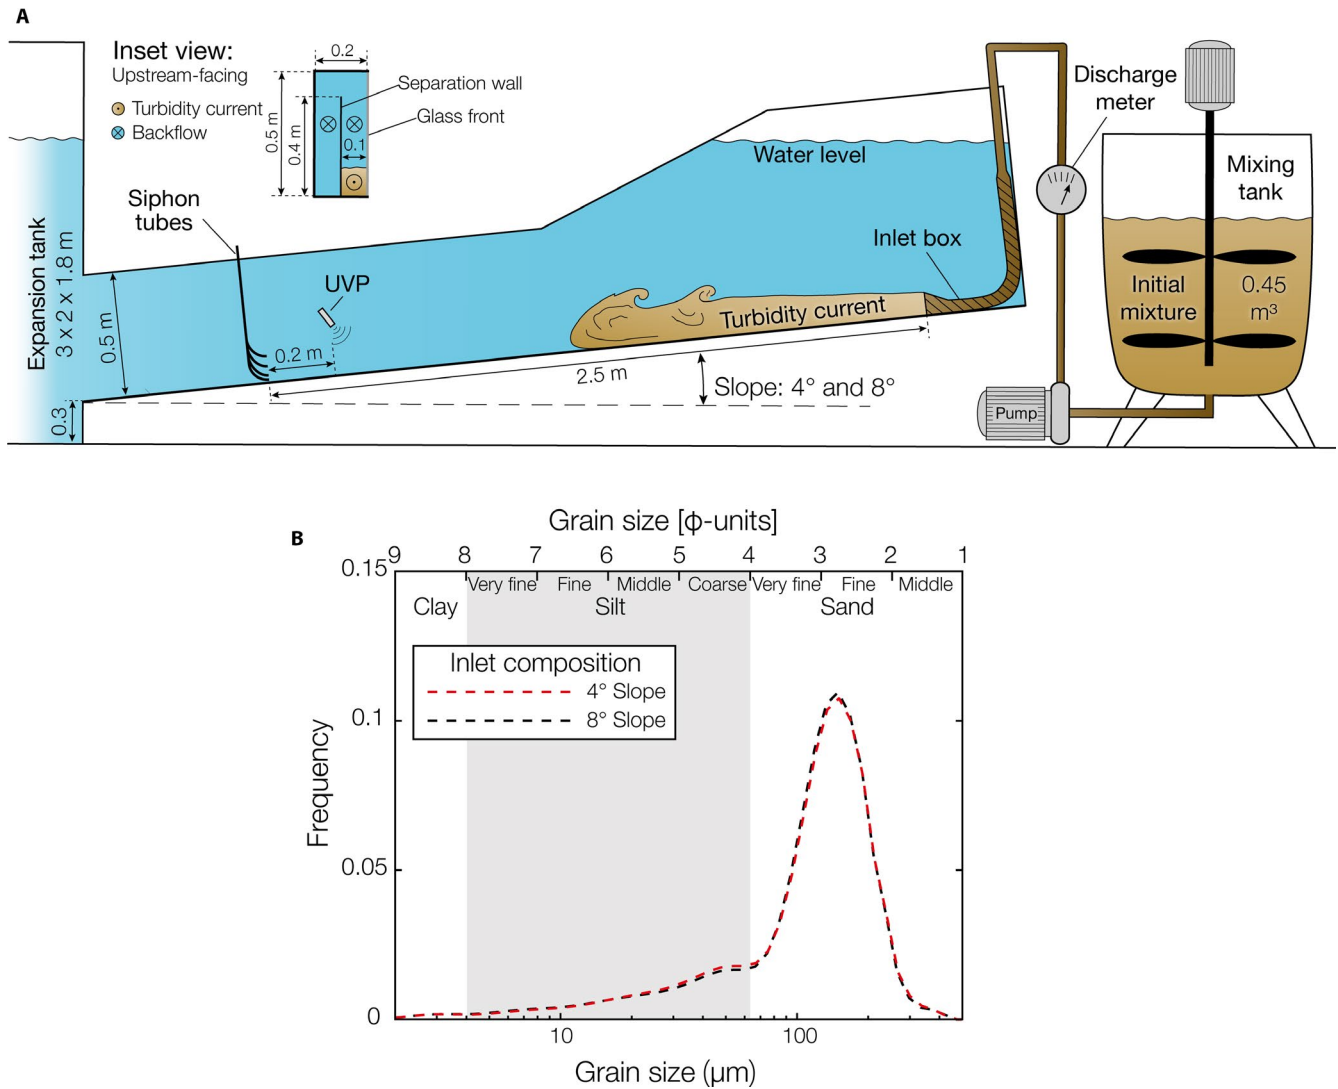 A
Inset view:
Upstream-facing
Turbidity current
Backflow
0.2
0.5 m
0.4 m
0.1
Separation wall
Glass front
Discharge
meter
Mixing
tank
Water level
Siphon
tubes
UVP
Inlet box
Initial
mixture
0.45
m³
Expansion tank
3 x 2 x 1.8 m
0.5 m
0.2 m
Turbidity current
2.5 m
Slope: 4° and 8°
0.3
Pump
B
Grain size [ϕ-units]
9 8 7 6 5 4 3 2 1
Very fine Fine Middle Coarse Very fine Fine Middle
Clay Silt Sand
Inlet composition
4° Slope
8° Slope
Frequency
0.15
0.1
0.05
0
10 100
Grain size (μm)